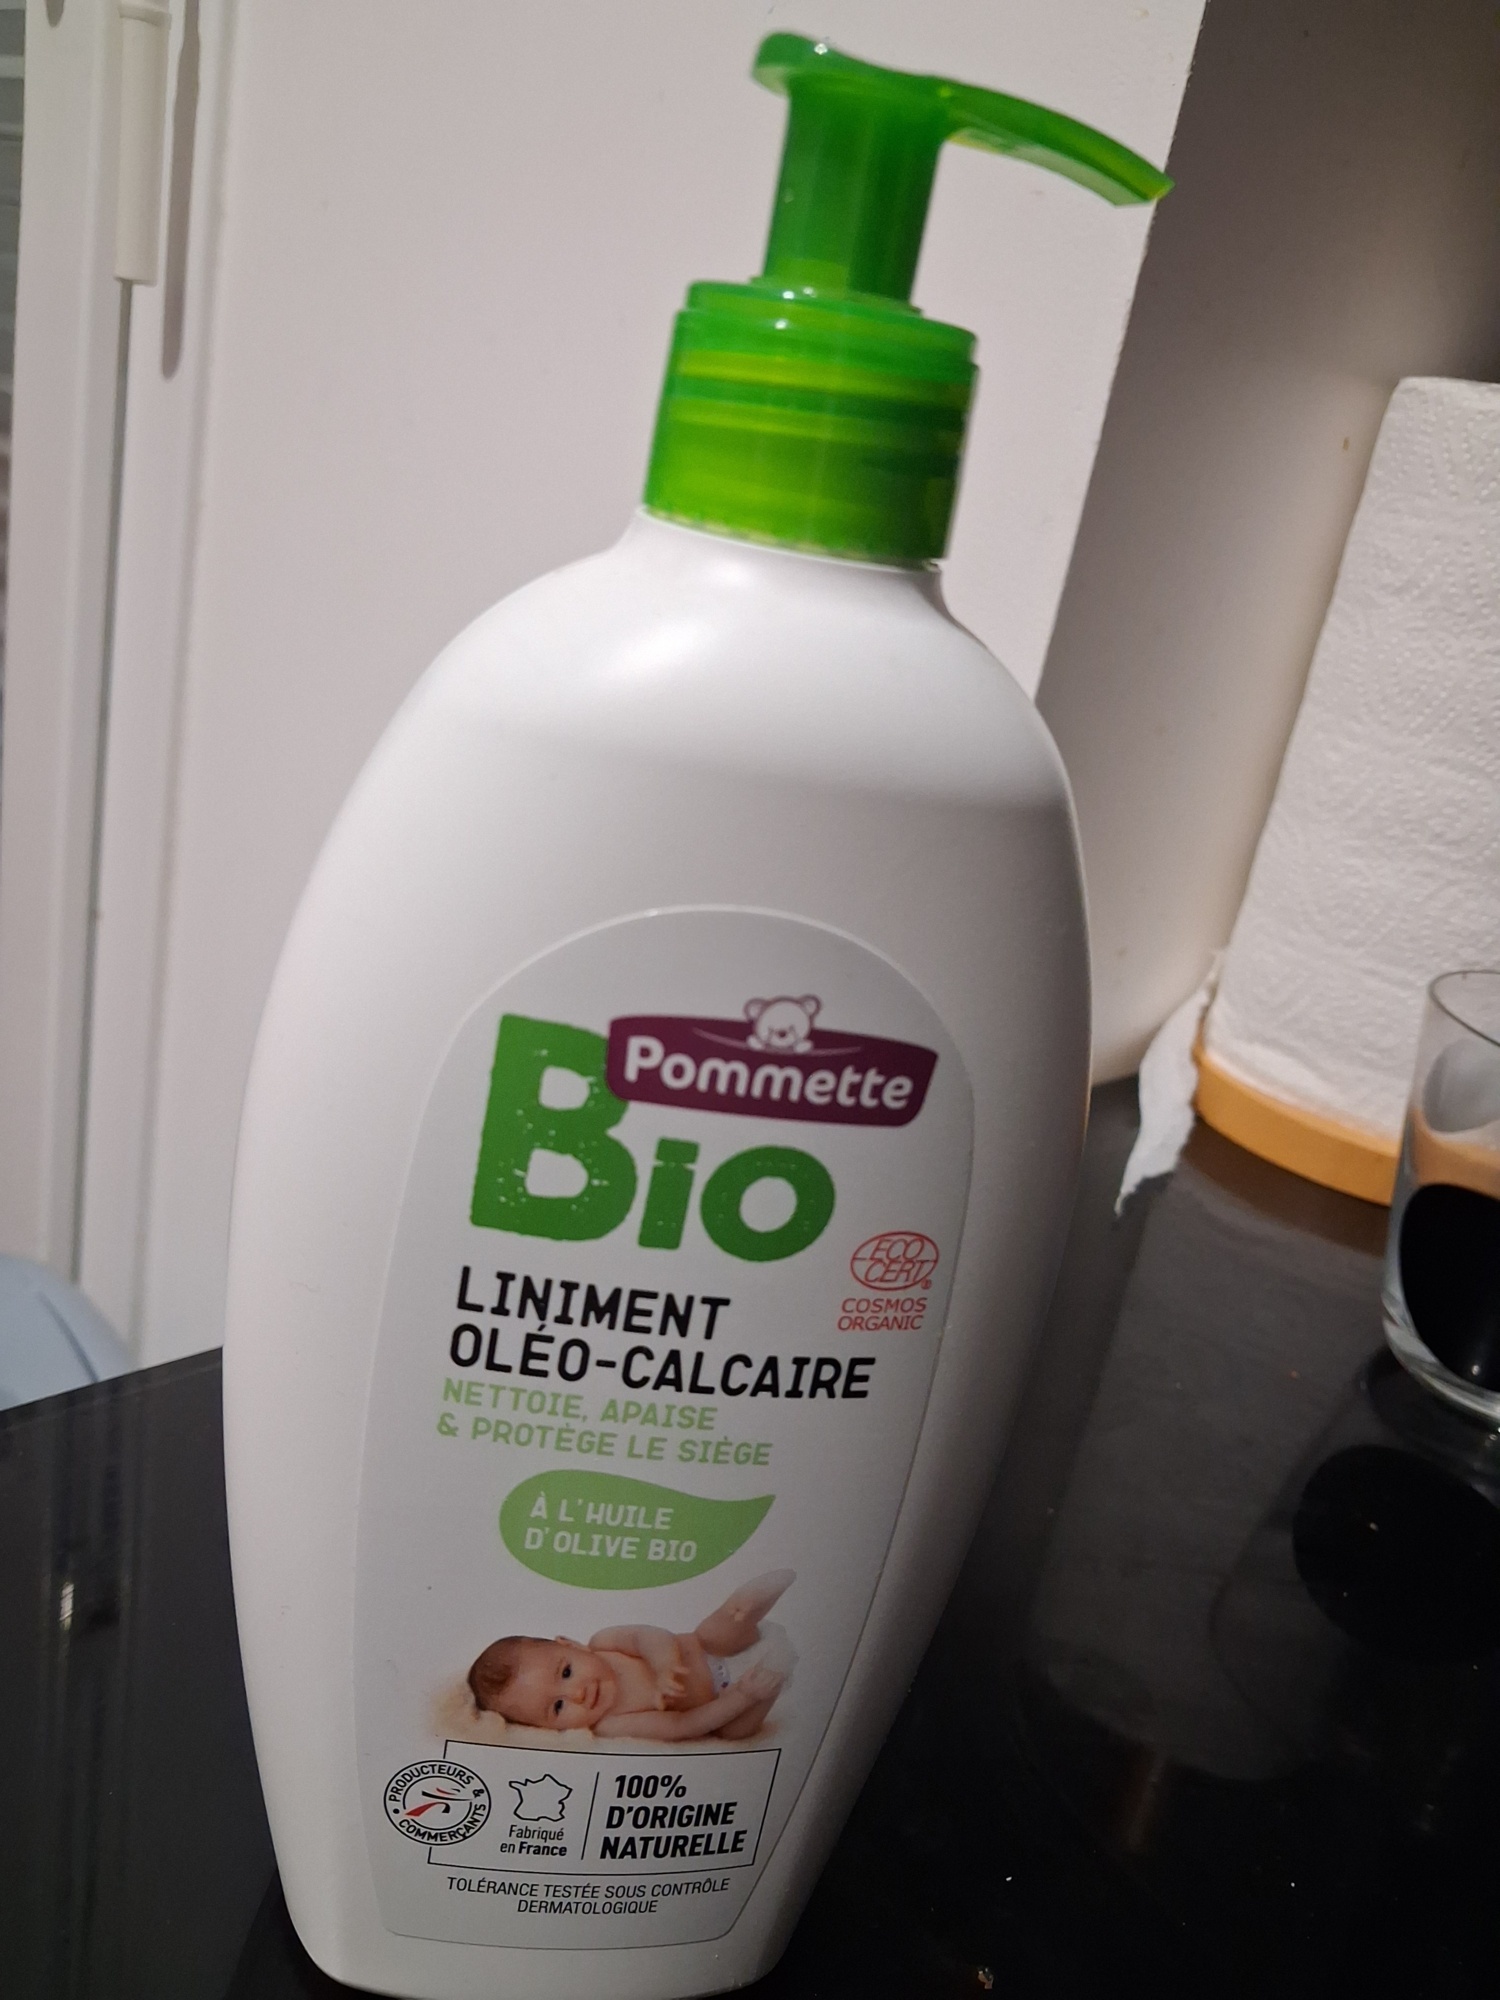 Pommette
Bio
ECO
CERT®
COSMOS
ORGANIC
LINIMENT
OLÉO-CALCAIRE
NETTOIE, APAISE
& PROTÈGE LE SIÈGE
À L'HUILE
D'OLIVE BIO
PRODUCTEURS &
COMMERÇANTS
Fabriqué
en France
100%
D'ORIGINE
NATURELLE
TOLÉRANCE TESTÉE SOUS CONTRÔLE
DERMATOLOGIQUE